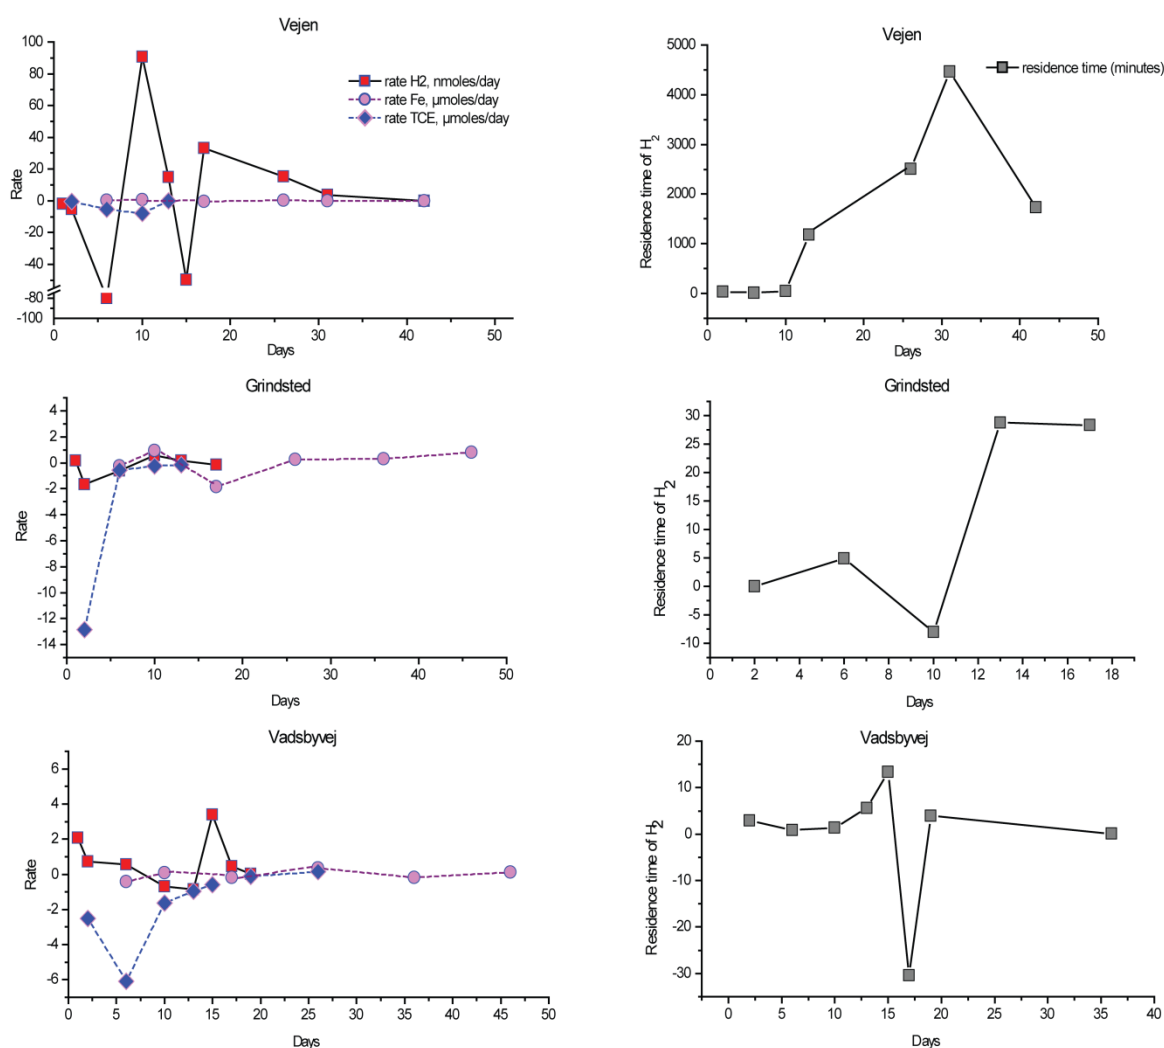 Vejen
100
80
60
40
20
0
-20
-40
-80
-100
Rate
rate H2, nmoles/day
rate Fe, µmoles/day
rate TCE, µmoles/day
0 10 20 30 40 50
Days
Vejen
5000
4000
3000
2000
1000
0
Residence time of H2
residence time (minutes)
0 10 20 30 40 50
Days
Grindsted
4
2
0
-2
-4
-6
-8
-10
-12
-14
Rate
0 10 20 30 40 50
Days
Grindsted
30
25
20
15
10
5
0
-5
-10
Residence time of H2
0 2 4 6 8 10 12 14 16 18
Days
Vadsbyvej
6
4
2
0
-2
-4
-6
Rate
0 5 10 15 20 25 30 35 40 45 50
Days
Vadsbyvej
20
10
0
-10
-20
-30
Residence time of H2
0 5 10 15 20 25 30 35 40
Days